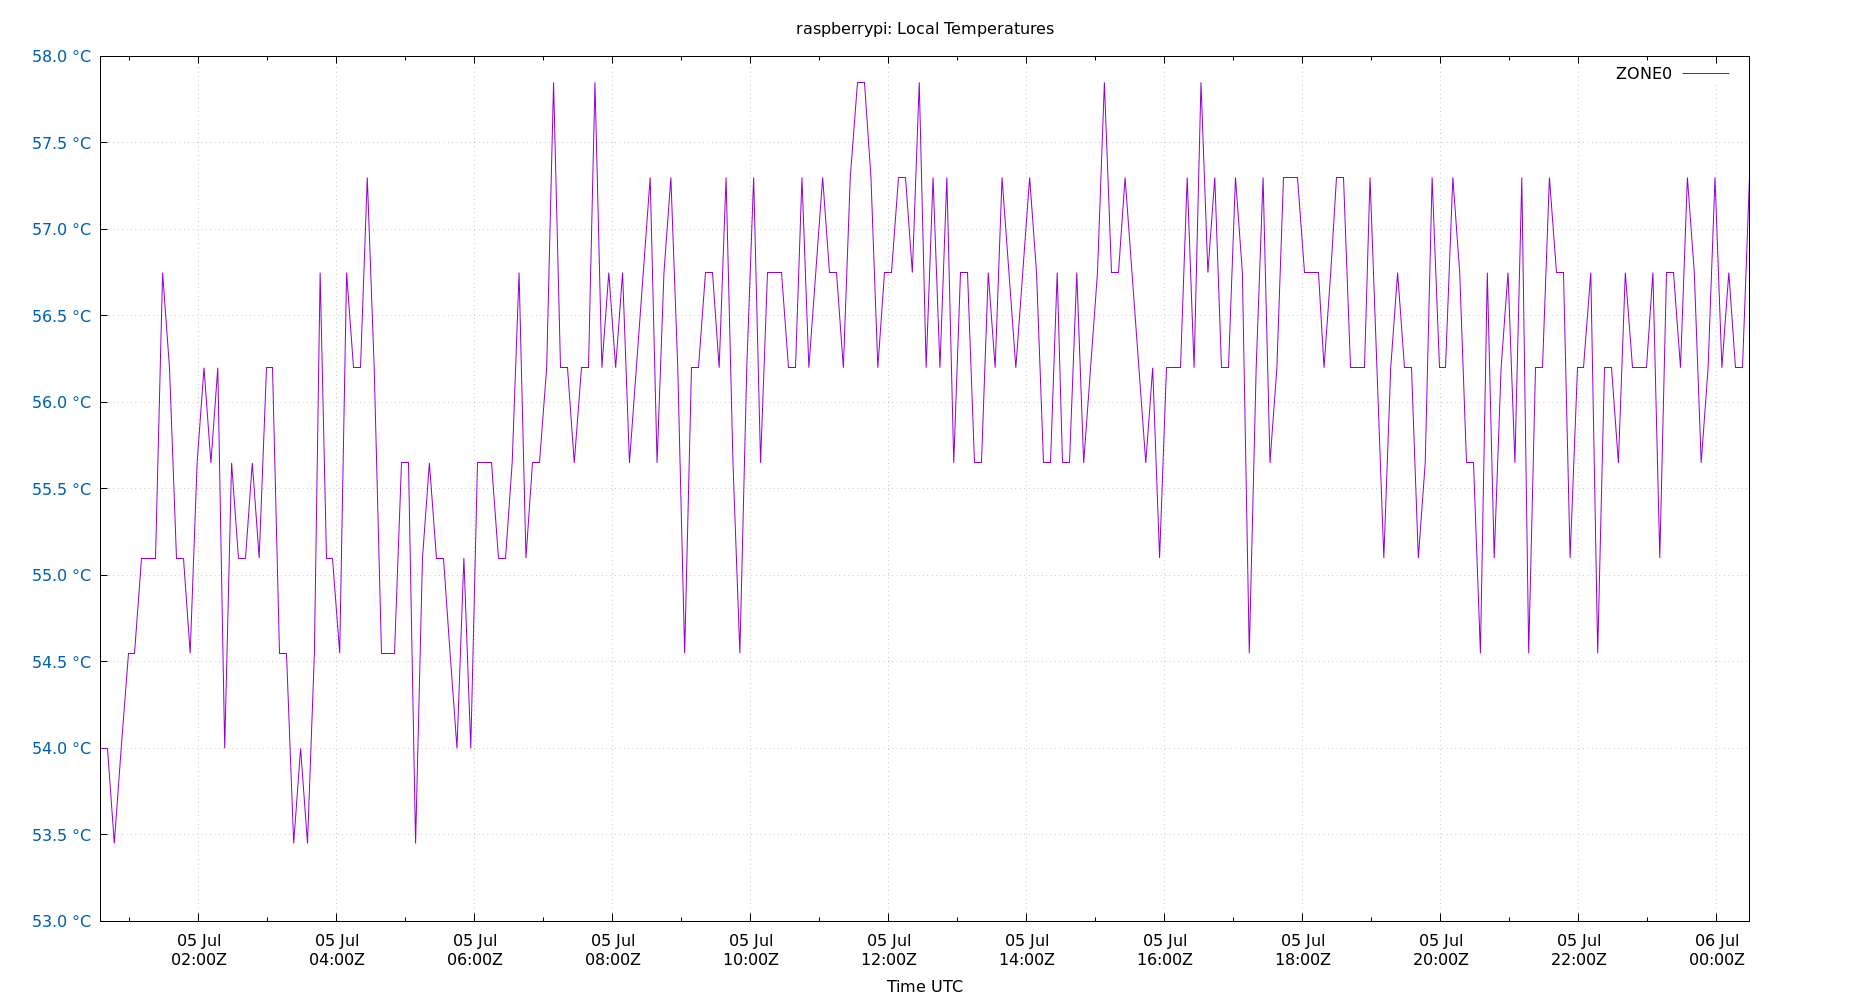 raspberrypi: Local Temperatures
58.0 °C
ZONE0
57.5 °C
57.0 °C
56.5 °C
56.0 °C
55.5 °C
55.0 °C
54.5 °C
54.0 °C
53.5 °C
53.0 °C
05 Jul 05 Jul 05 Jul 05 Jul 05 Jul 05 Jul 05 Jul 05 Jul 05 Jul 05 Jul 05 Jul 06 Jul
02:00Z 04:00Z 06:00Z 08:00Z 10:00Z 12:00Z 14:00Z 16:00Z 18:00Z 20:00Z 22:00Z 00:00Z
Time UTC